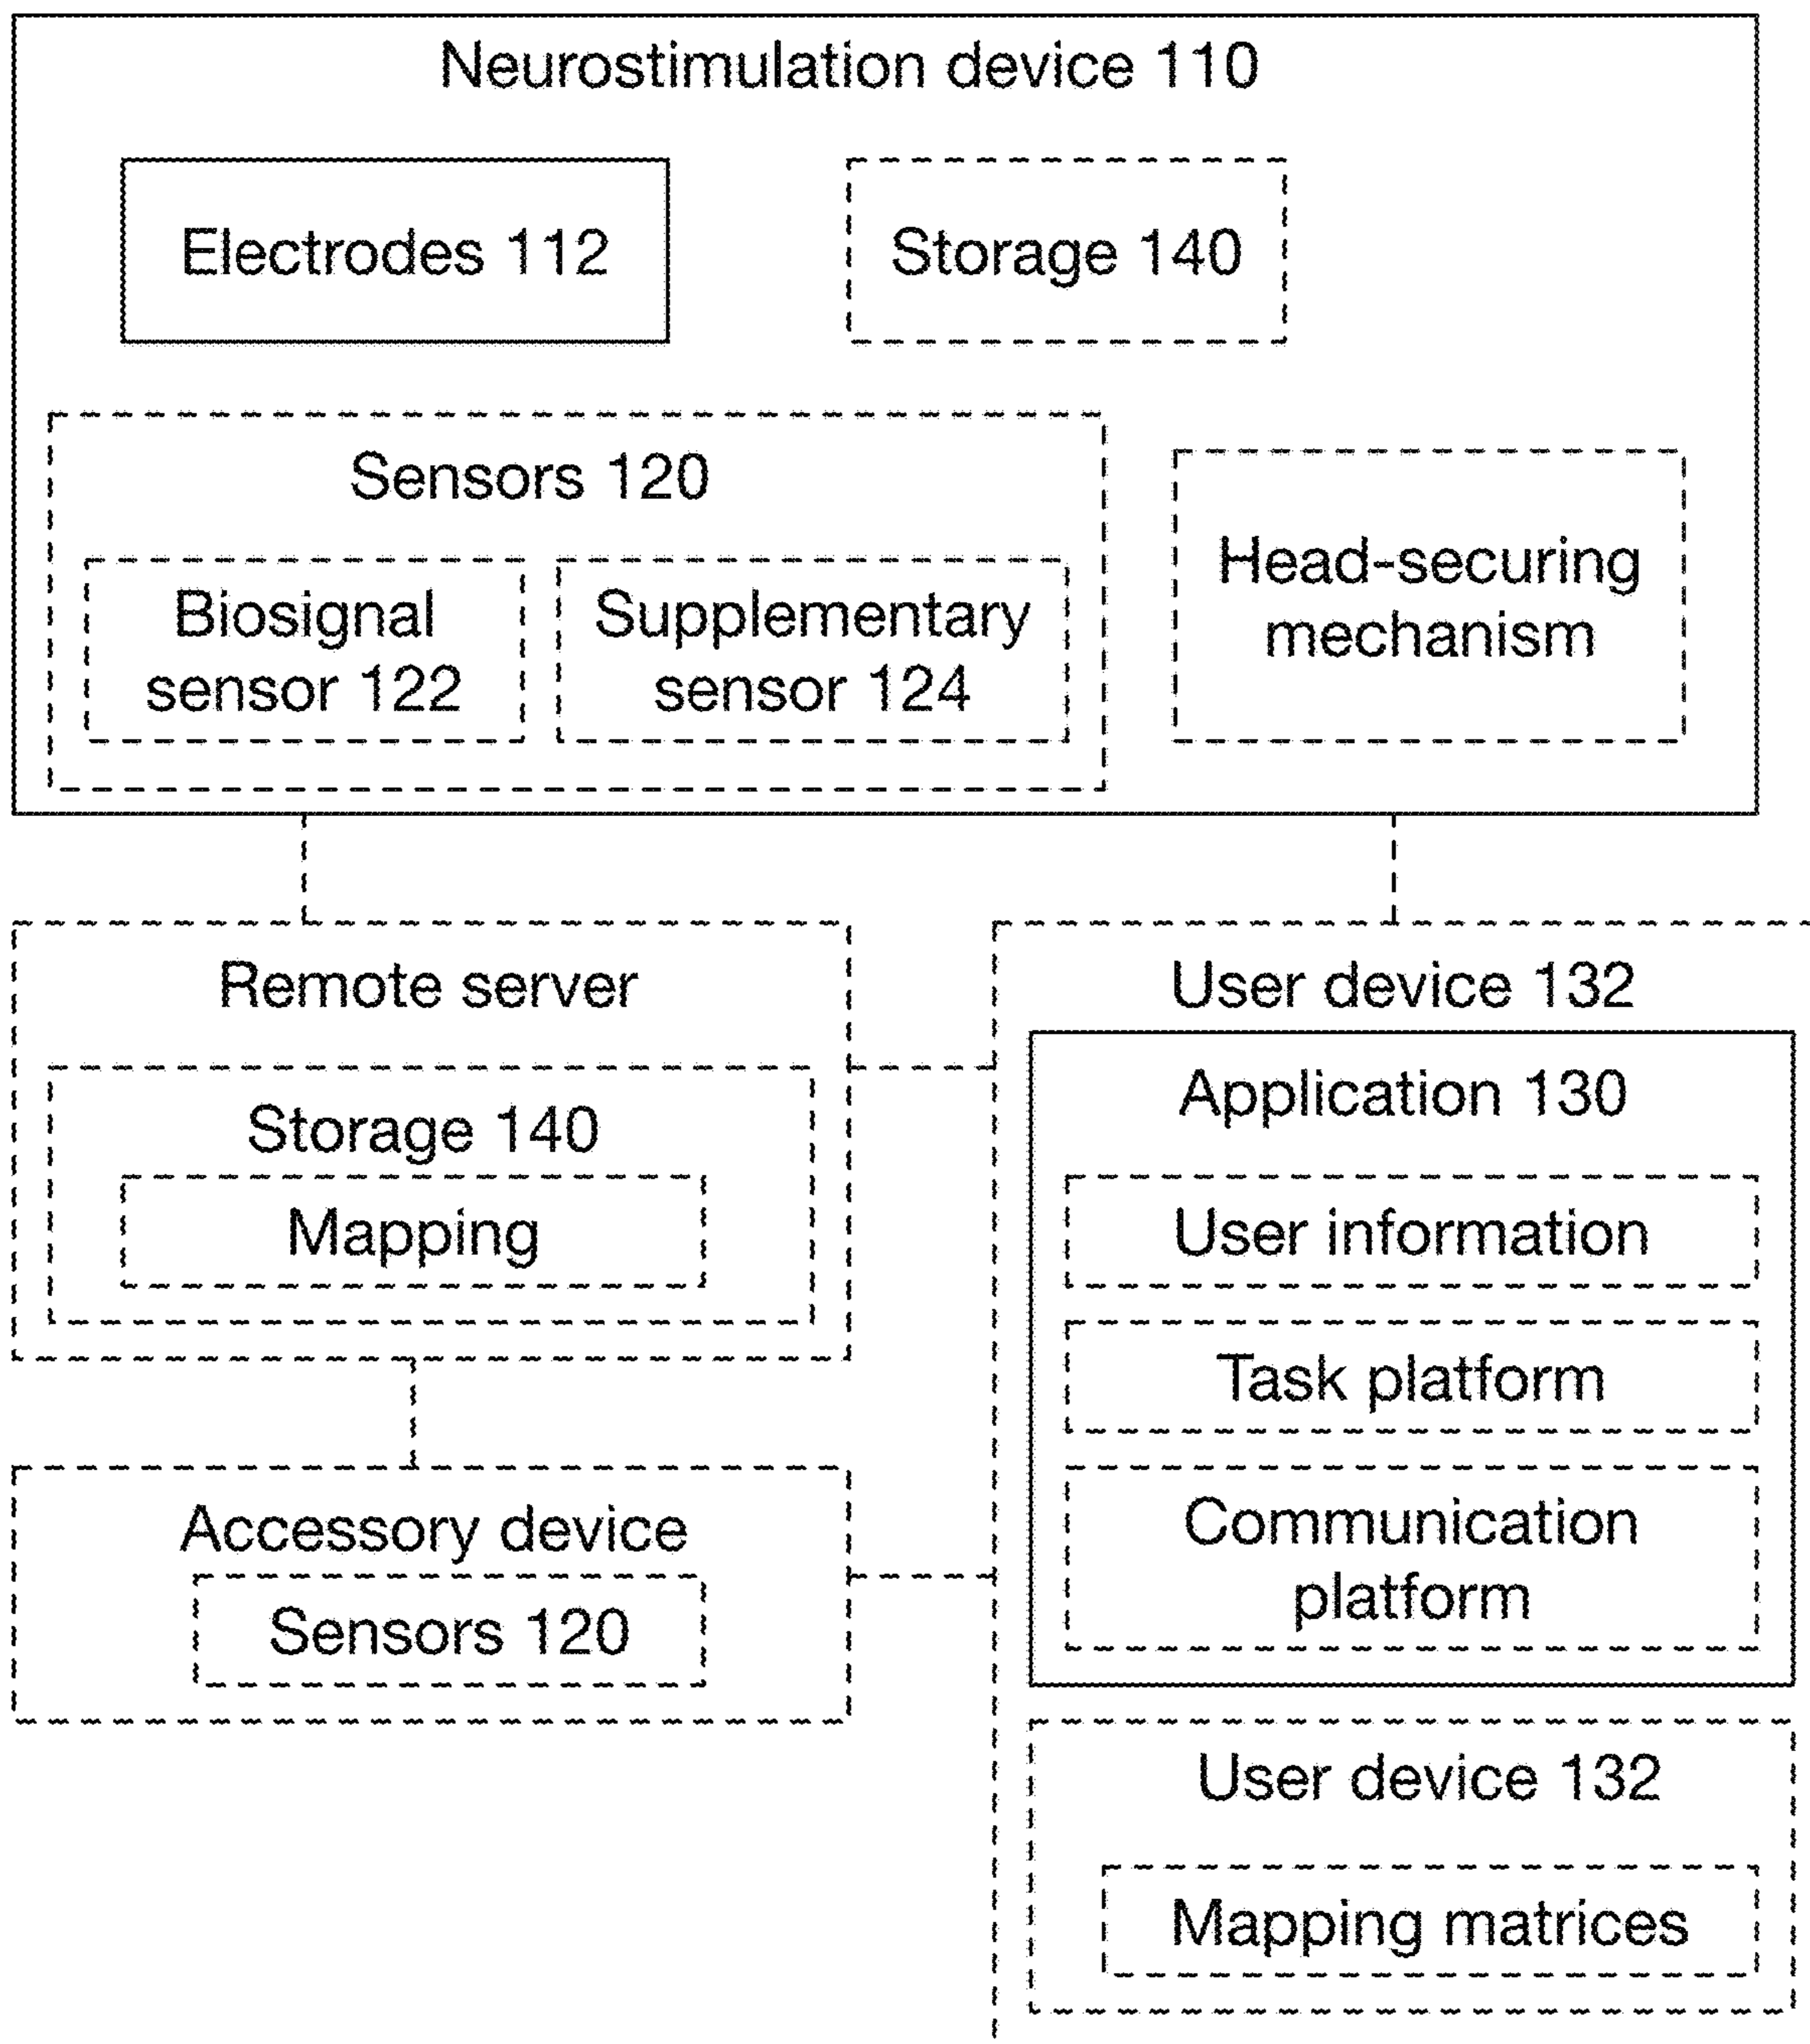 Neurostimulation device 110
Electrodes 112
Storage 140
Sensors 120
Biosignal
sensor 122
Supplementary
sensor 124
Head-securing
mechanism
Remote server
Storage 140
Mapping
Accessory device
Sensors 120
User device 132
Application 130
User information
Task platform
Communication
platform
User device 132
Mapping matrices